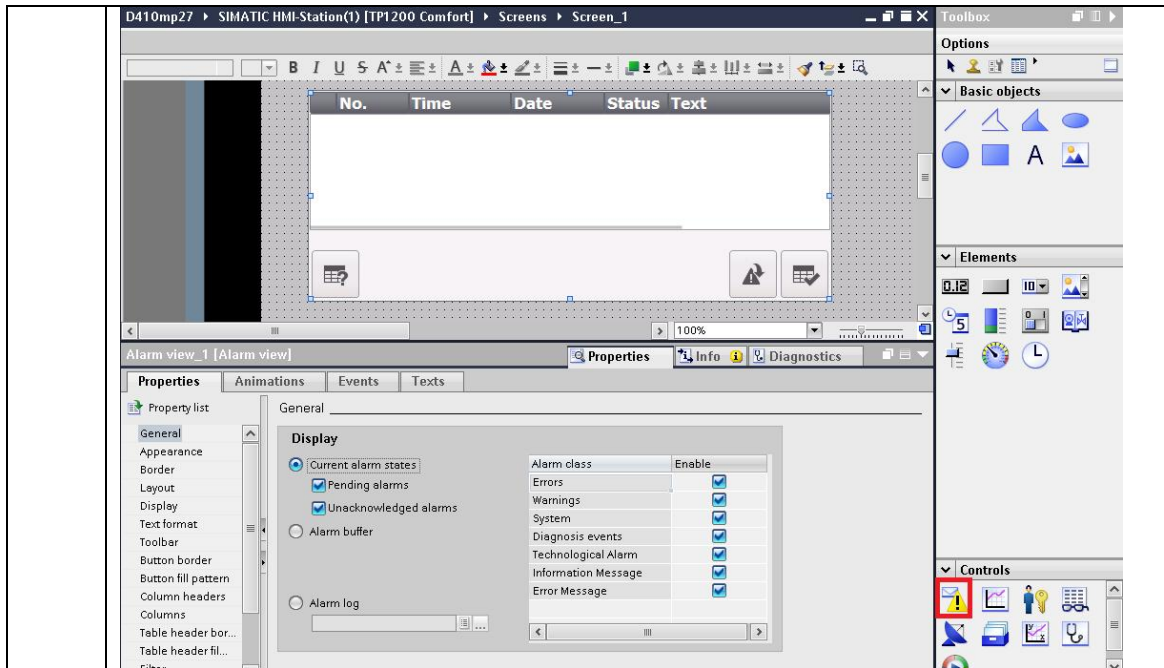 D410mp27 ▸ SIMATIC HMI-Station(1) [TP1200 Comfort] ▸ Screens ▸ Screen_1
Toolbox
Options
B I U S A
Basic objects
No. Time Date Status Text
A
Elements
0.12
10
5
100%
Alarm view_1 [Alarm view]
Properties
Info
Diagnostics
Properties Animations Events Texts
Property list
General
General
Appearance
Border
Layout
Display
Text format
Toolbar
Button border
Button fill pattern
Column headers
Columns
Table header bor...
Table header fil...
Display
Current alarm states
Pending alarms
Unacknowledged alarms
Alarm buffer
Alarm log
...
Alarm class Enable
Errors
Warnings
System
Diagnosis events
Technological Alarm
Information Message
Error Message
Controls